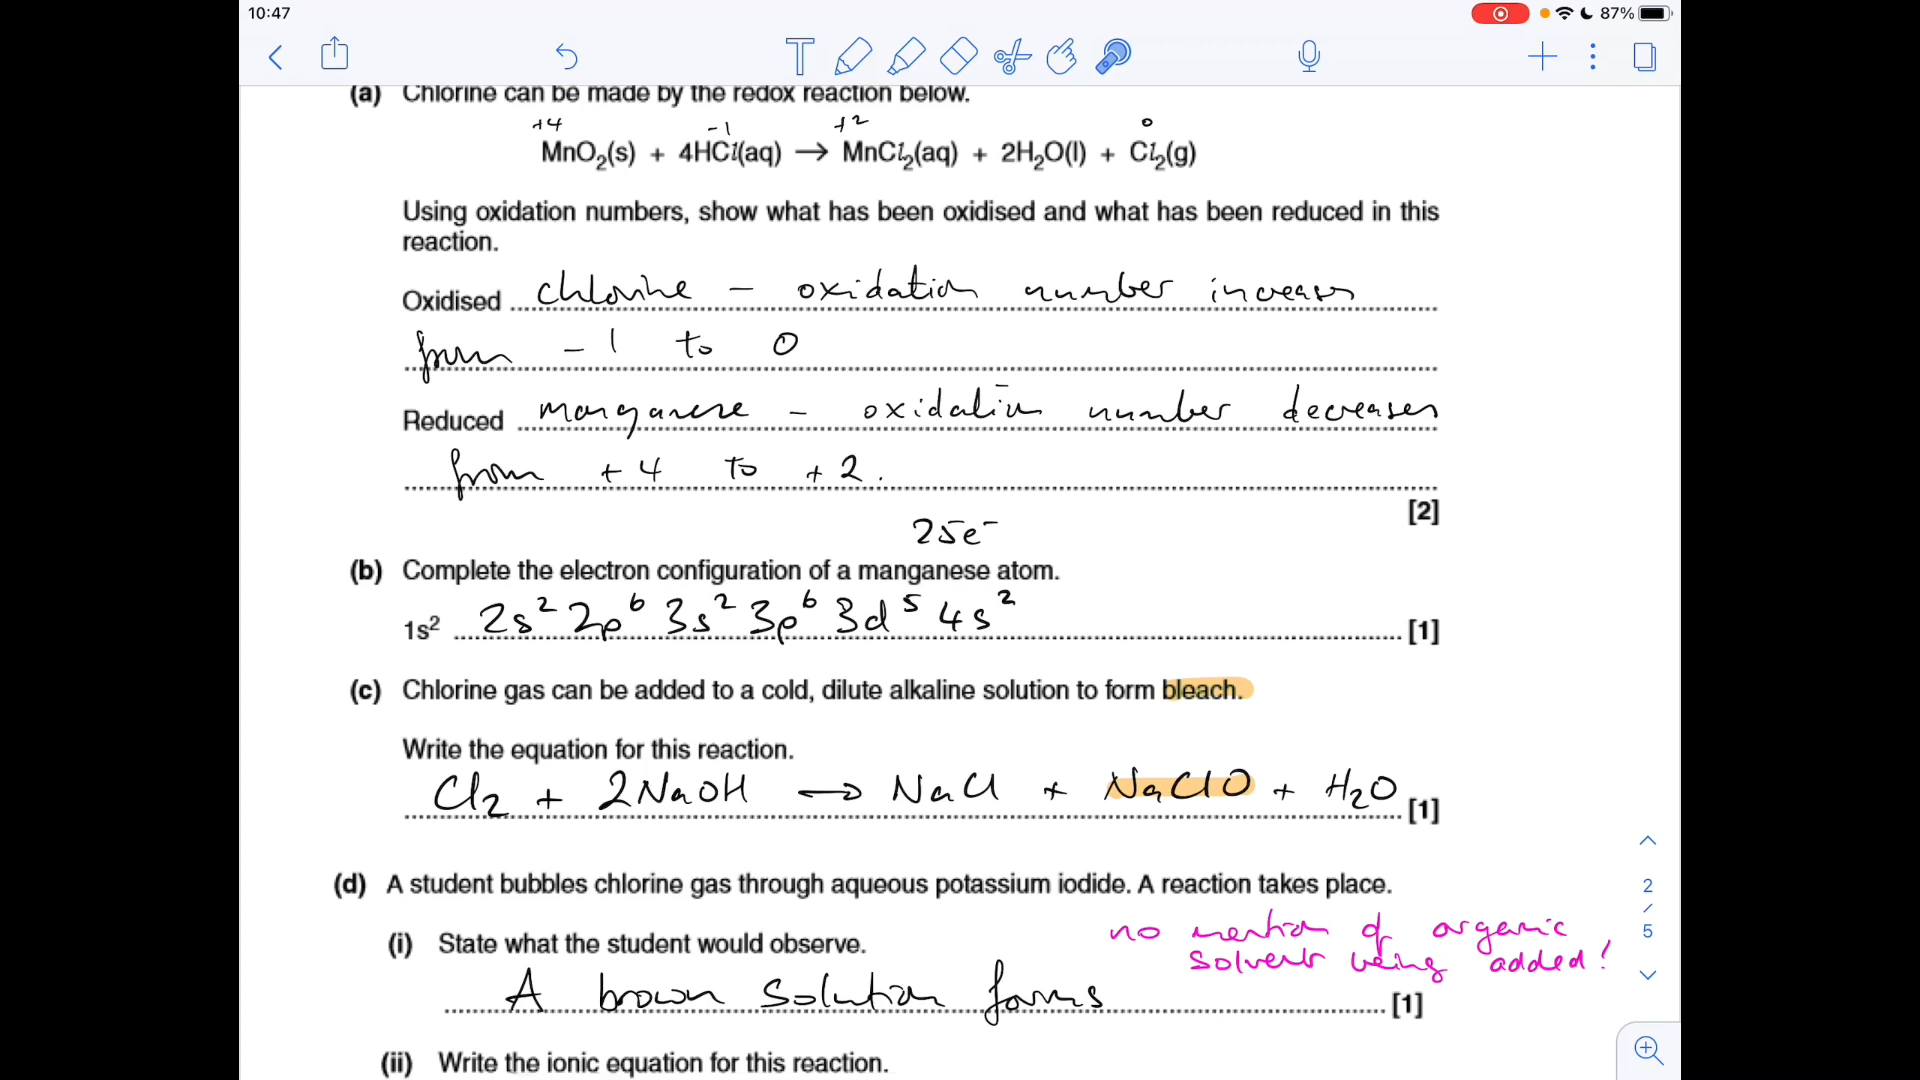 10:47
87%
(a) Chlorine can be made by the redox reaction below.
+4 -1 +2 0
MnO₂(s) + 4HCl(aq) → MnCl₂(aq) + 2H₂O(l) + Cl₂(g)
Using oxidation numbers, show what has been oxidised and what has been reduced in this
reaction.
Oxidised chlorine – oxidation number increases
from -1 to 0
Reduced manganese – oxidation number decreases
from +4 to +2.
[2]
25e⁻
(b) Complete the electron configuration of a manganese atom.
1s² 2s² 2p⁶ 3s² 3p⁶ 3d⁵ 4s² [1]
(c) Chlorine gas can be added to a cold, dilute alkaline solution to form bleach.
Write the equation for this reaction.
Cl₂ + 2NaOH → NaCl + NaClO + H₂O [1]
(d) A student bubbles chlorine gas through aqueous potassium iodide. A reaction takes place.
no mention of organic
(i) State what the student would observe.
solvents being added!
A brown solution forms [1]
(ii) Write the ionic equation for this reaction.
2
/
5